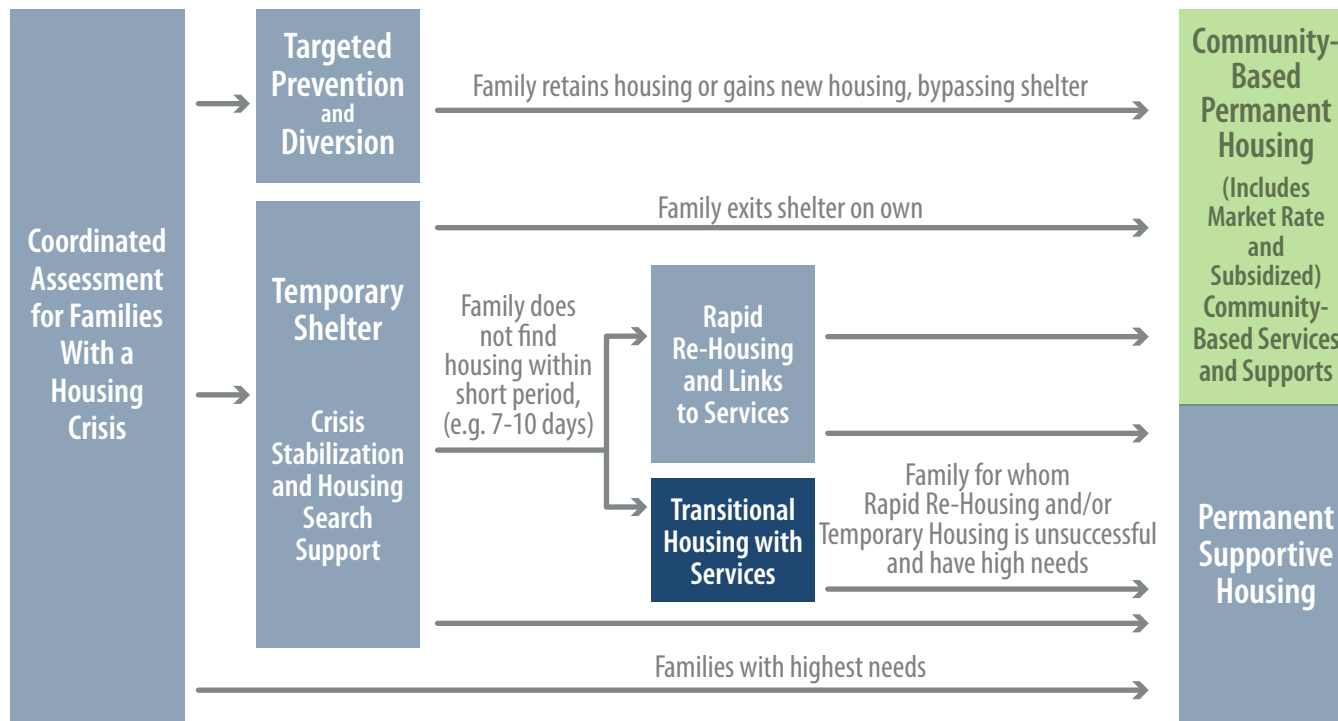 Coordinated
Assessment
for Families
With a
Housing
Crisis
Targeted
Prevention
and
Diversion
Family retains housing or gains new housing, bypassing shelter
Temporary
Shelter
Crisis
Stabilization
and Housing
Search
Support
Family exits shelter on own
Family does
not find
housing within
short period,
(e.g. 7-10 days)
Rapid
Re-Housing
and Links
to Services
Transitional
Housing with
Services
Family for whom
Rapid Re-Housing and/or
Temporary Housing is unsuccessful
and have high needs
Families with highest needs
Community-
Based
Permanent
Housing
(Includes
Market Rate
and
Subsidized)
Community-
Based Services
and Supports
Permanent
Supportive
Housing